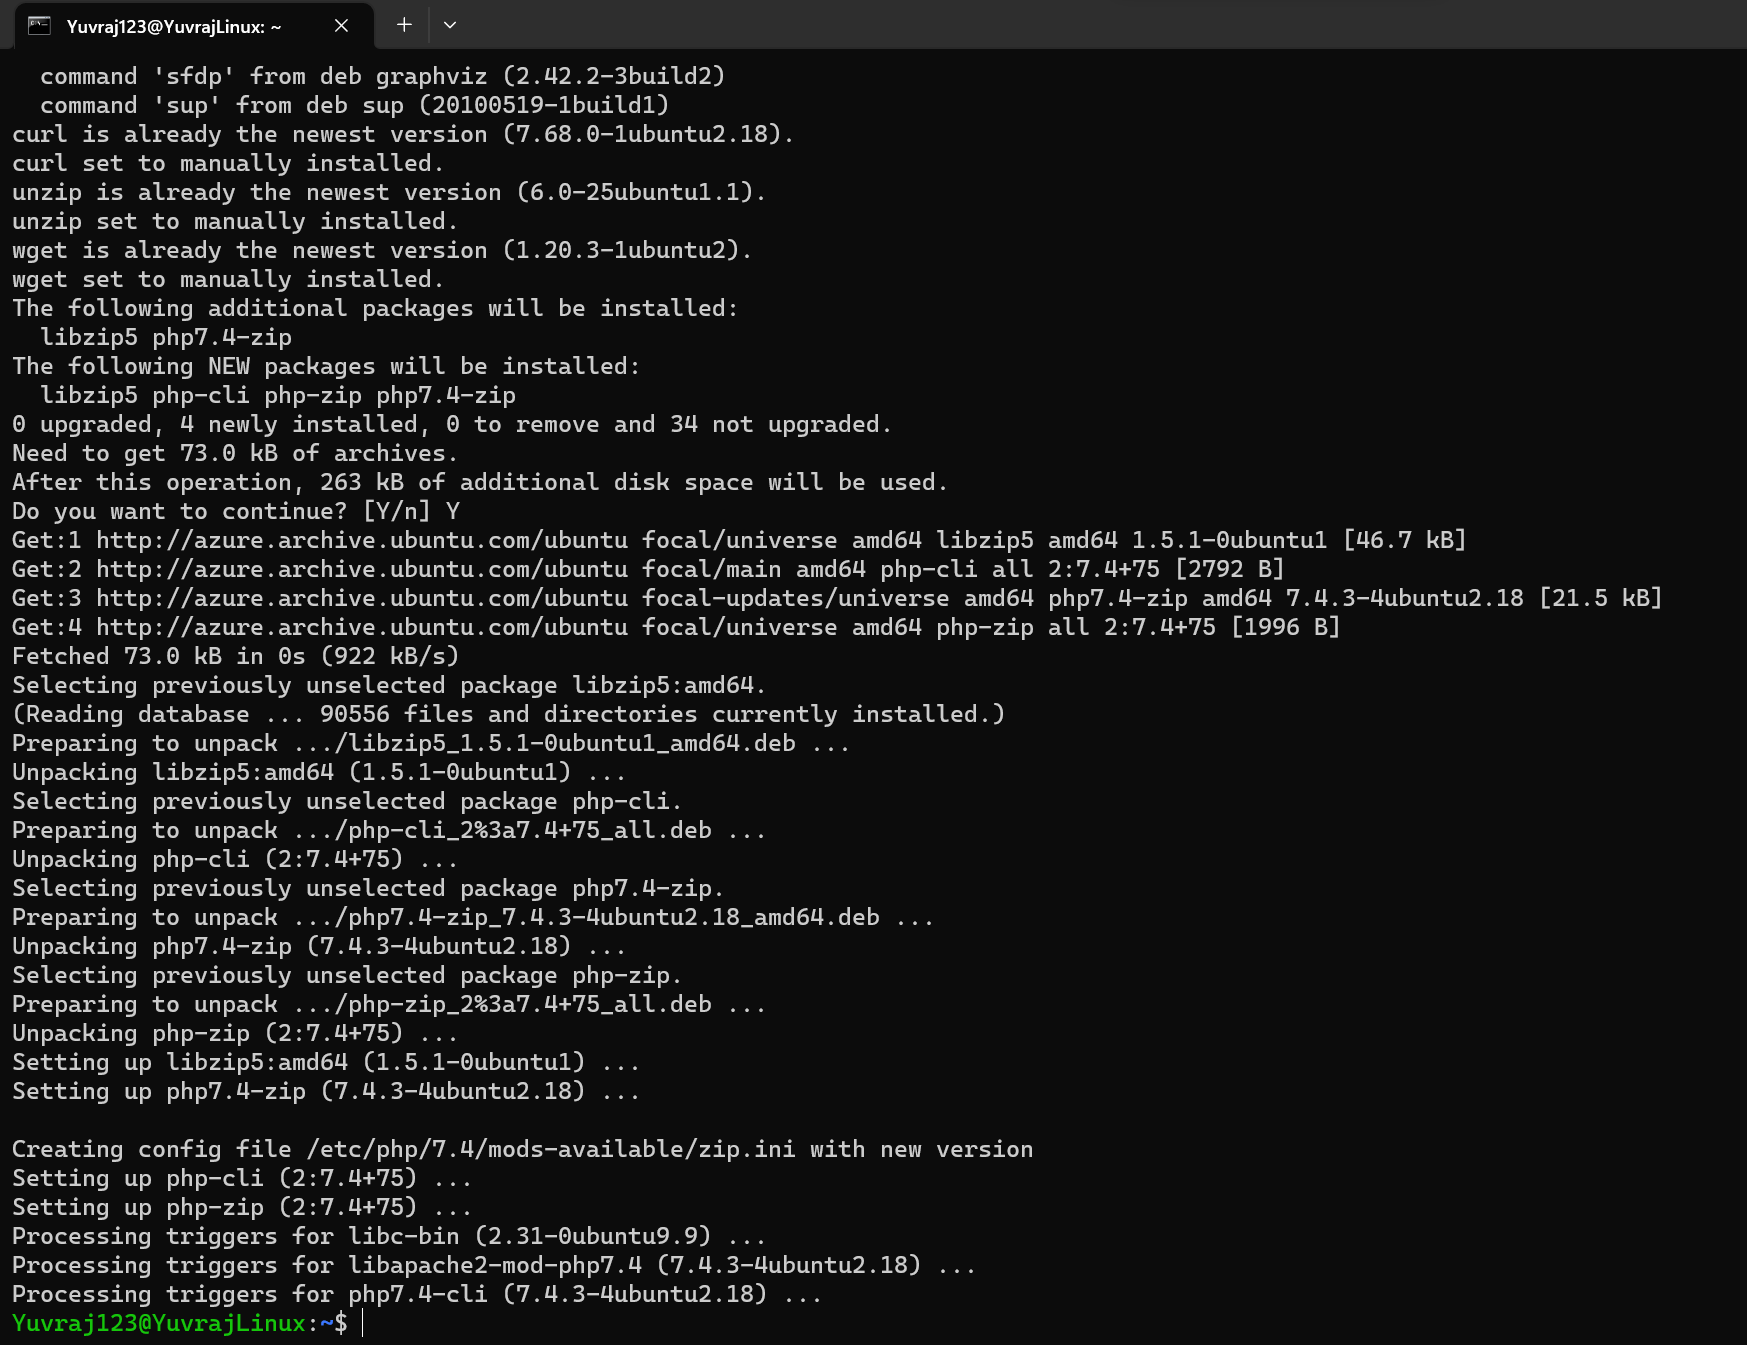 Yuvraj123@YuvrajLinux: ~
  command 'sfdp' from deb graphviz (2.42.2-3build2)
  command 'sup' from deb sup (20100519-1build1)
curl is already the newest version (7.68.0-1ubuntu2.18).
curl set to manually installed.
unzip is already the newest version (6.0-25ubuntu1.1).
unzip set to manually installed.
wget is already the newest version (1.20.3-1ubuntu2).
wget set to manually installed.
The following additional packages will be installed:
  libzip5 php7.4-zip
The following NEW packages will be installed:
  libzip5 php-cli php-zip php7.4-zip
0 upgraded, 4 newly installed, 0 to remove and 34 not upgraded.
Need to get 73.0 kB of archives.
After this operation, 263 kB of additional disk space will be used.
Do you want to continue? [Y/n] Y
Get:1 http://azure.archive.ubuntu.com/ubuntu focal/universe amd64 libzip5 amd64 1.5.1-0ubuntu1 [46.7 kB]
Get:2 http://azure.archive.ubuntu.com/ubuntu focal/main amd64 php-cli all 2:7.4+75 [2792 B]
Get:3 http://azure.archive.ubuntu.com/ubuntu focal-updates/universe amd64 php7.4-zip amd64 7.4.3-4ubuntu2.18 [21.5 kB]
Get:4 http://azure.archive.ubuntu.com/ubuntu focal/universe amd64 php-zip all 2:7.4+75 [1996 B]
Fetched 73.0 kB in 0s (922 kB/s)
Selecting previously unselected package libzip5:amd64.
(Reading database ... 90556 files and directories currently installed.)
Preparing to unpack .../libzip5_1.5.1-0ubuntu1_amd64.deb ...
Unpacking libzip5:amd64 (1.5.1-0ubuntu1) ...
Selecting previously unselected package php-cli.
Preparing to unpack .../php-cli_2%3a7.4+75_all.deb ...
Unpacking php-cli (2:7.4+75) ...
Selecting previously unselected package php7.4-zip.
Preparing to unpack .../php7.4-zip_7.4.3-4ubuntu2.18_amd64.deb ...
Unpacking php7.4-zip (7.4.3-4ubuntu2.18) ...
Selecting previously unselected package php-zip.
Preparing to unpack .../php-zip_2%3a7.4+75_all.deb ...
Unpacking php-zip (2:7.4+75) ...
Setting up libzip5:amd64 (1.5.1-0ubuntu1) ...
Setting up php7.4-zip (7.4.3-4ubuntu2.18) ...

Creating config file /etc/php/7.4/mods-available/zip.ini with new version
Setting up php-cli (2:7.4+75) ...
Setting up php-zip (2:7.4+75) ...
Processing triggers for libc-bin (2.31-0ubuntu9.9) ...
Processing triggers for libapache2-mod-php7.4 (7.4.3-4ubuntu2.18) ...
Processing triggers for php7.4-cli (7.4.3-4ubuntu2.18) ...
Yuvraj123@YuvrajLinux:~$